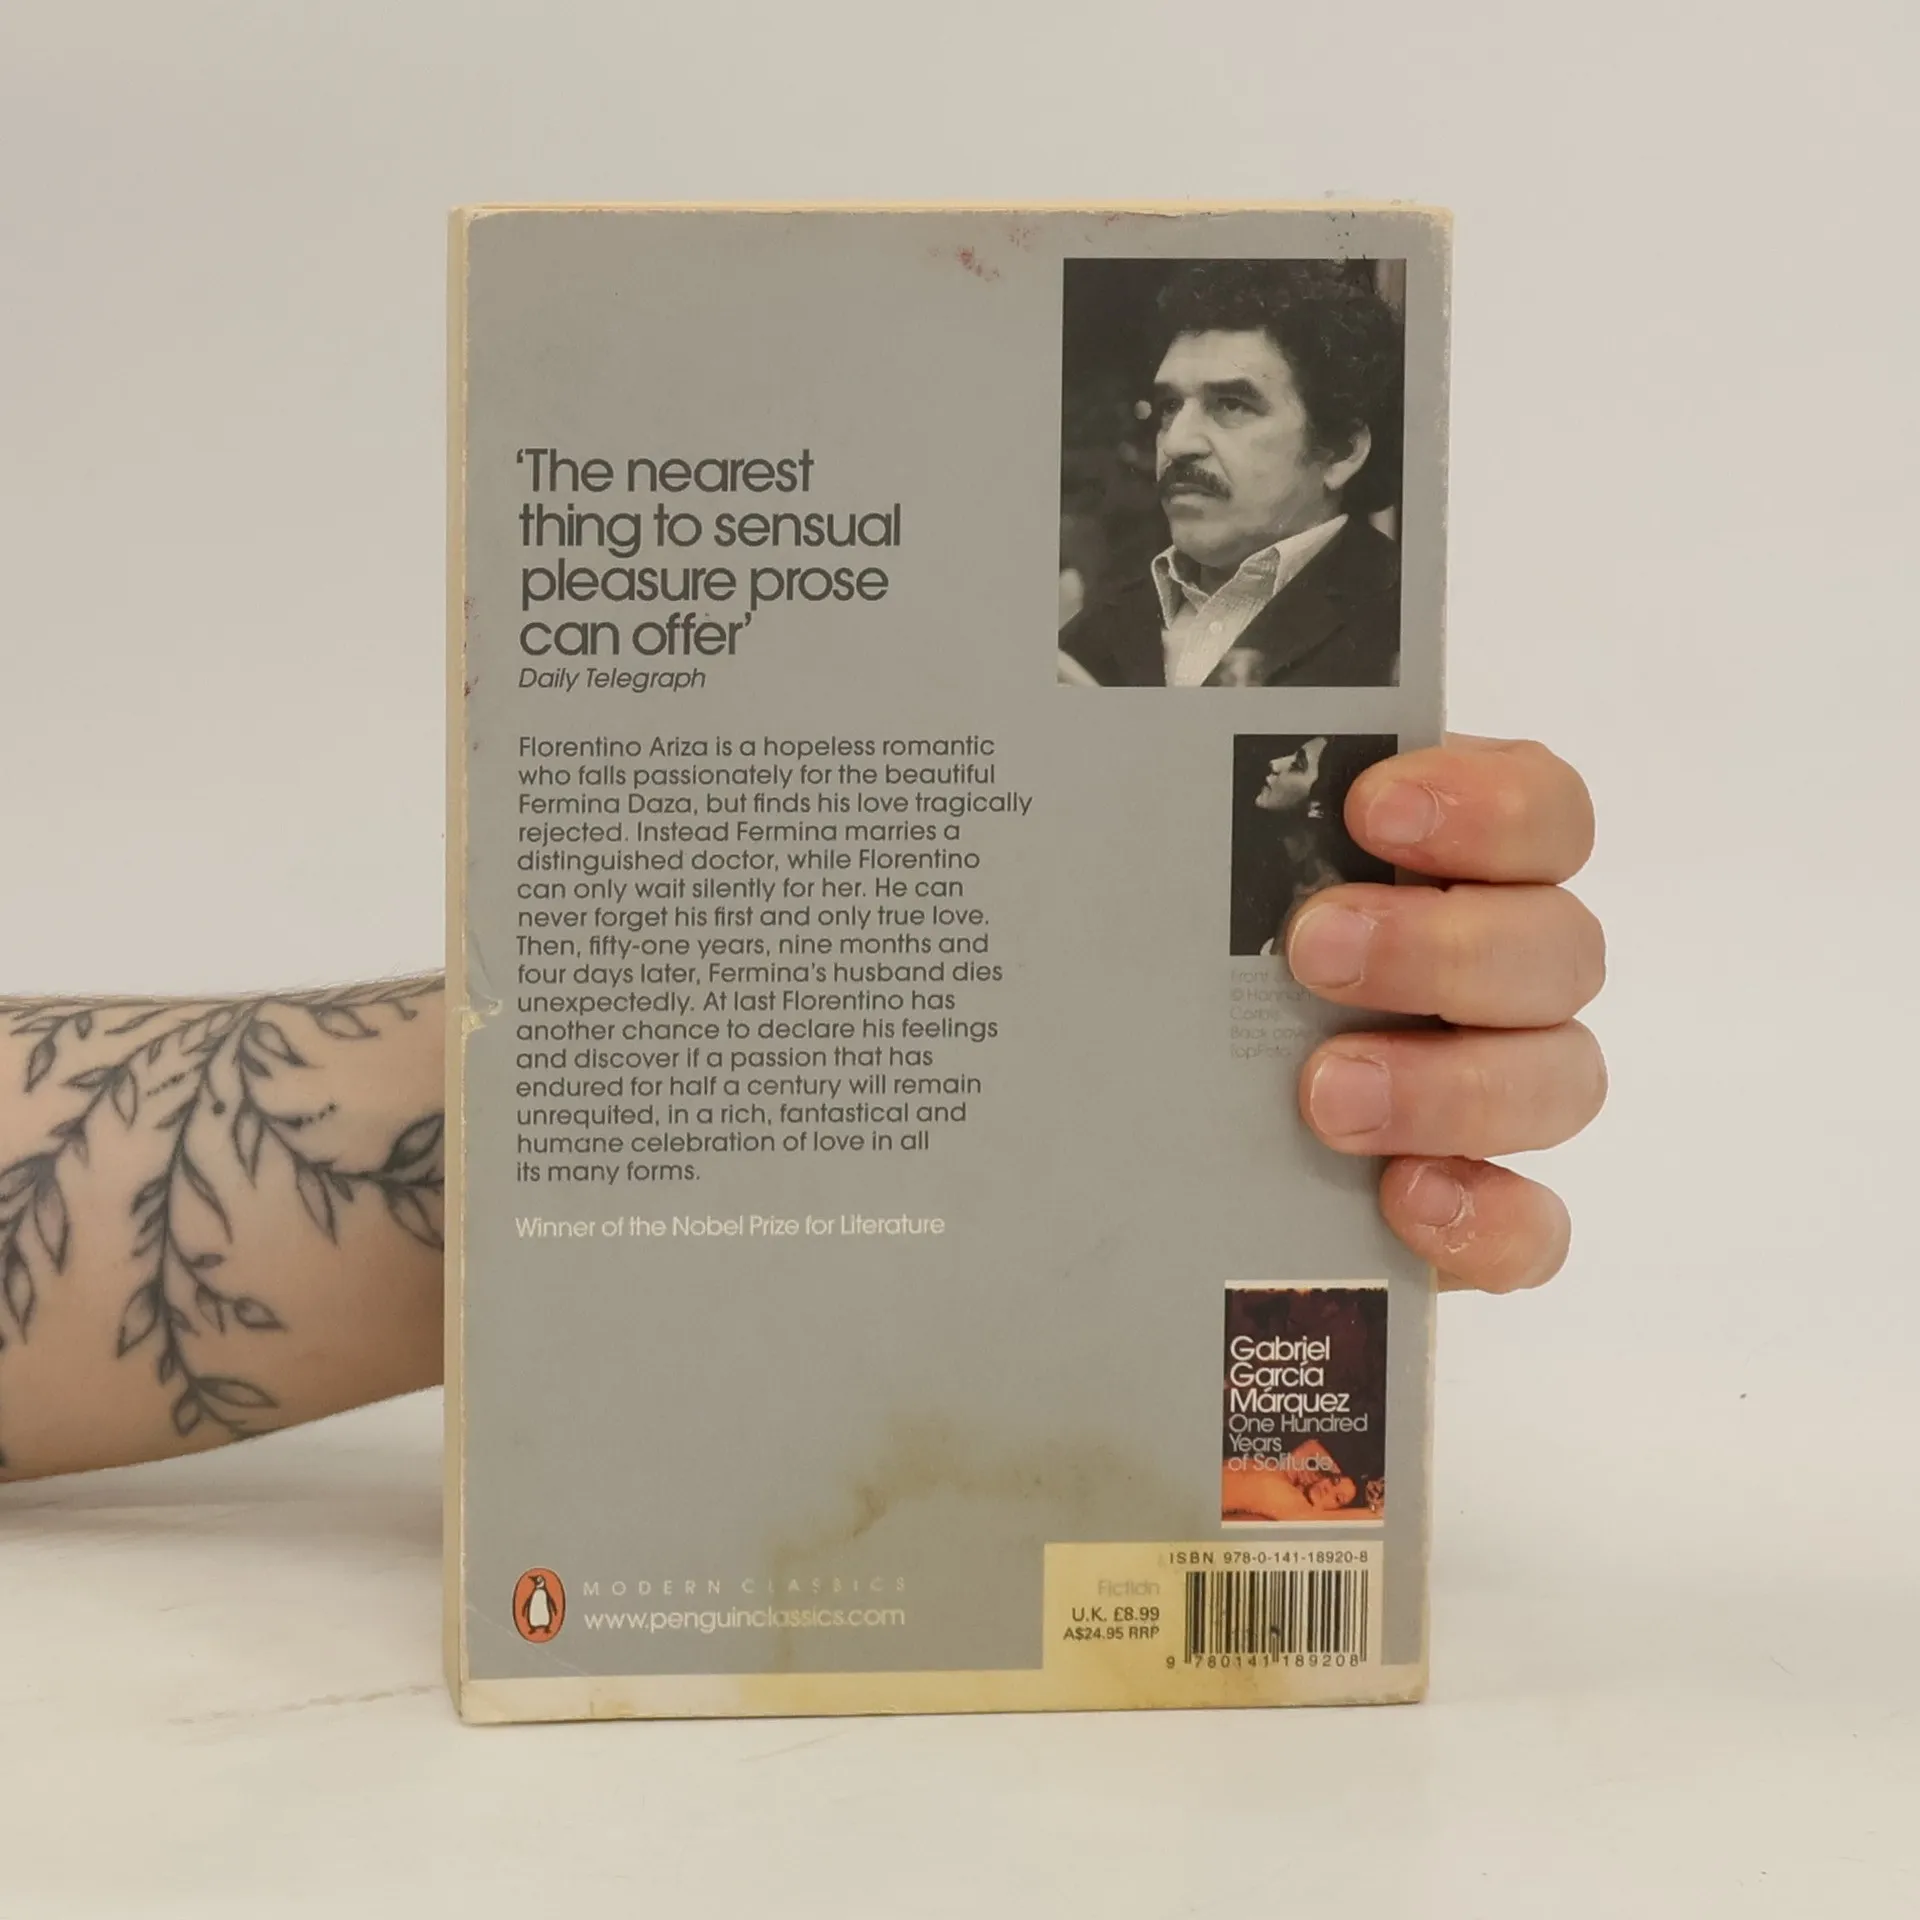 ‘The nearest
thing to sensual
pleasure prose
can offer’
Daily Telegraph
Florentino Ariza is a hopeless romantic
who falls passionately for the beautiful
Fermina Daza, but finds his love tragically
rejected. Instead Fermina marries a
distinguished doctor, while Florentino
can only wait silently for her. He can
never forget his first and only true love.
Then, fifty-one years, nine months and
four days later, Fermina’s husband dies
unexpectedly. At last Florentino has
another chance to declare his feelings
and discover if a passion that has
endured for half a century will remain
unrequited, in a rich, fantastical and
humane celebration of love in all
its many forms.
Winner of the Nobel Prize for Literature
Front
© Hannah
Corbis
Back
TopFoto
Gabriel
García
Márquez
One Hundred
Years
of Solitude
MODERN CLASSICS
www.penguinclassics.com
ISBN 978-0-141-18920-8
Fiction
U.K. £8.99
A$24.95 RRP
9 780141 189208